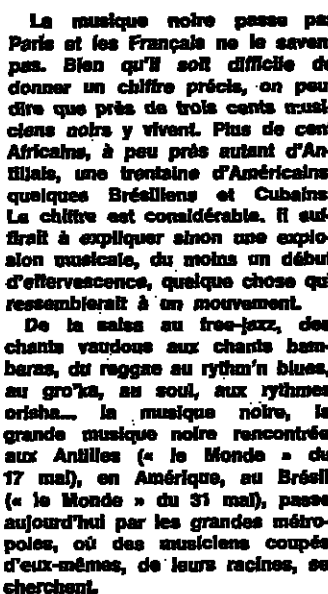 La musique noire passe par
Paris et les Français ne le saven
pas. Bien qu'il soit difficile de
donner un chiffre précis, on peu
dire que près de trois cents musi-
ciens noirs y vivent. Plus de cent
Africains, à peu près autant d'An-
tillais, une trentaine d'Américains
quelques Brésiliens et Cubains
Le chiffre est considérable. Il suf-
firait à expliquer sinon une explo-
sion musicale, du moins un début
d'effervescence, quelque chose qui
ressemblerait à un mouvement.
De la salsa au free-jazz, des
chants vaudous aux chants bam-
baras, du reggae au rythm'n blues,
au gro'ka, au soul, aux rythmes
orisha... la musique noire, la
grande musique noire rencontrée
aux Antilles (« le Monde » du
17 mai), en Amérique, au Brésil
(« le Monde » du 31 mai), passe
aujourd'hui par les grandes métro-
poles, où des musiciens coupés
d'eux-mêmes, de leurs racines, se
cherchent.